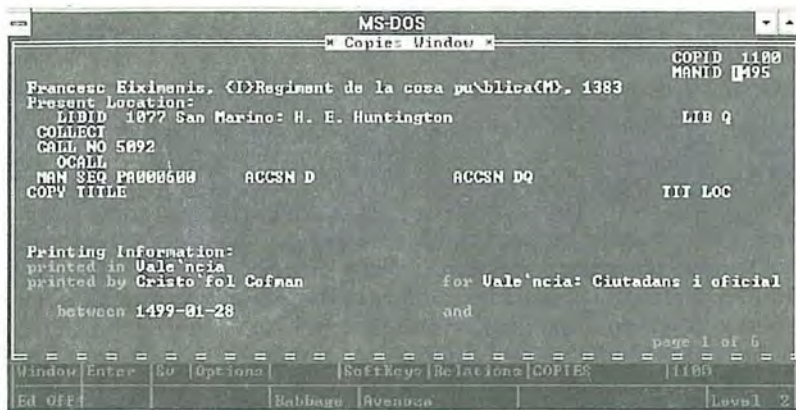 MS-DOS
* Copies Window *
COPID 1100
MANID 1495
Francesc Eiximenis, <I>Regiment de la cosa pu\blica<M>, 1383
Present Location:
LIBID 1077 San Marino: H. E. Huntington LIB Q
COLLECT
CALL NO 5092
OCALL
MAN SEQ PA000600 ACCSN D ACCSN DQ
COPY TITLE TIT LOC
Printing Information:
printed in Vale`ncia
printed by Cristo`fol Cofman for Vale`ncia: Ciutadans i oficial
between 1499-01-28 and
page 1 of 6
Window Enter Sv Options SoftKeys Relations COPIES 1100
Ed Off Babbage Avenuza Level 2